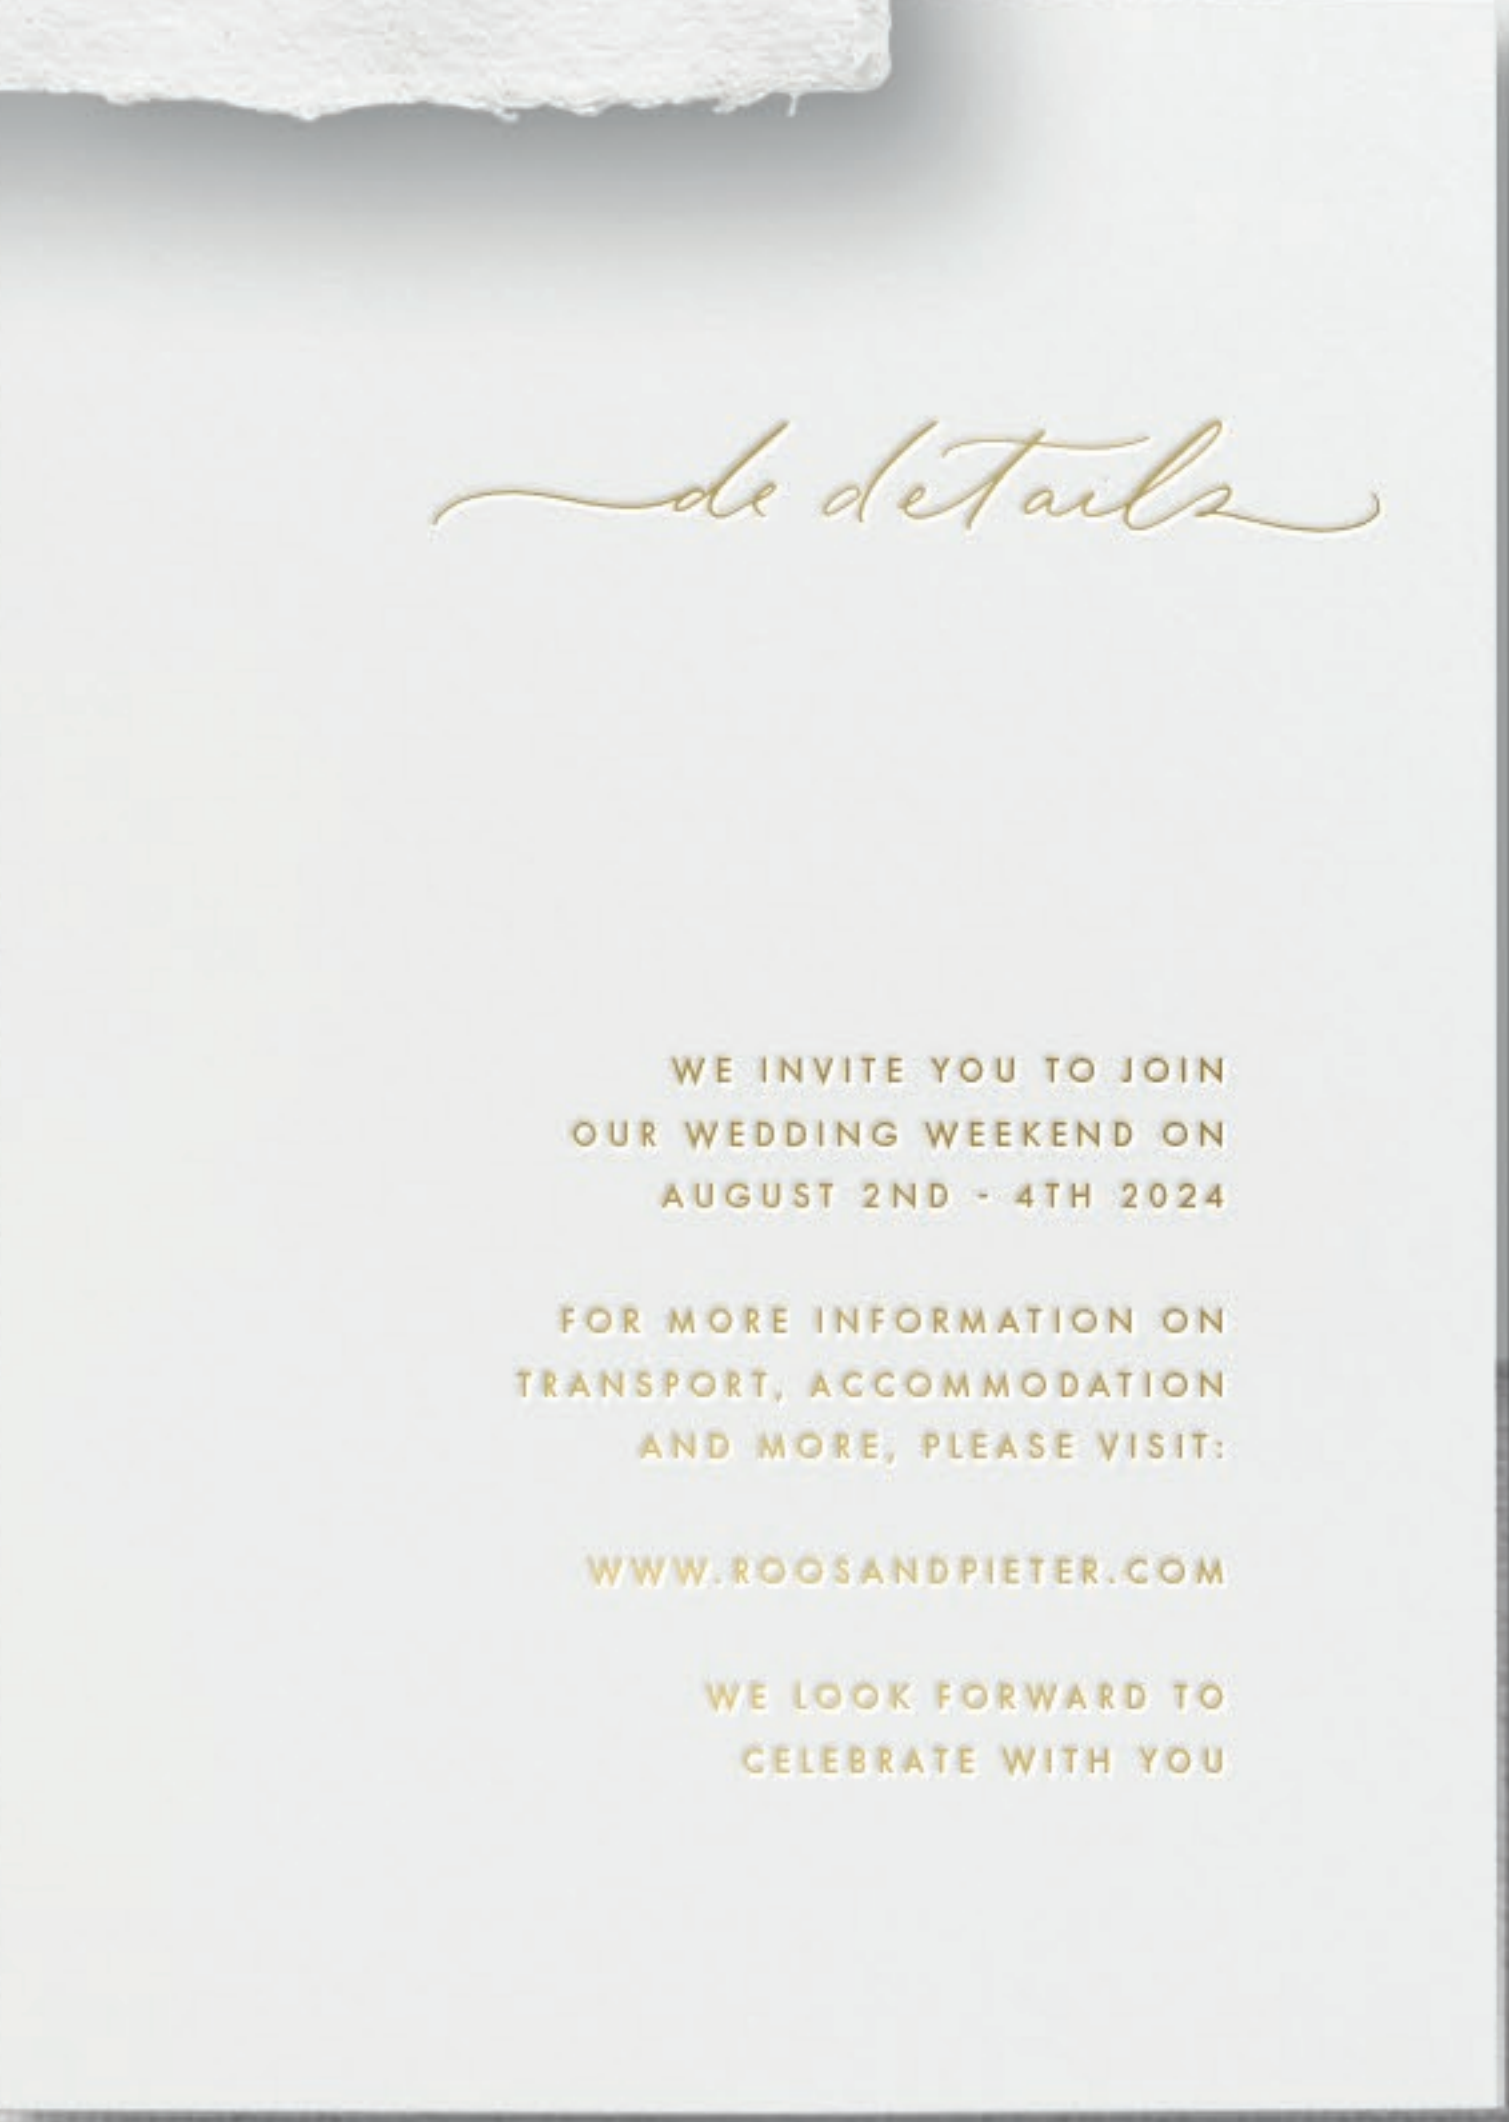 de details
WE INVITE YOU TO JOIN
OUR WEDDING WEEKEND ON
AUGUST 2ND - 4TH 2024
FOR MORE INFORMATION ON
TRANSPORT, ACCOMMODATION
AND MORE, PLEASE VISIT:
WWW.ROOSANDPIETER.COM
WE LOOK FORWARD TO
CELEBRATE WITH YOU